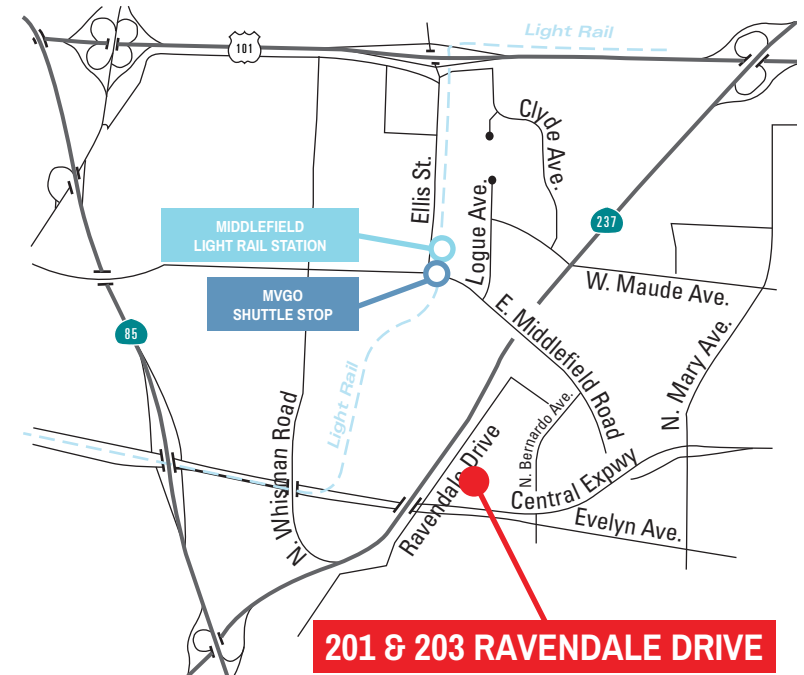 Light Rail
101
Clyde Ave.
Ellis St.
Logue Ave.
237
MIDDLEFIELD
LIGHT RAIL STATION
W. Maude Ave.
MVGO
SHUTTLE STOP
E. Middlefield Road
85
N. Mary Ave.
Light Rail
N. Whisman Road
N. Bernardo Ave.
Ravendale Drive
Central Expwy
Evelyn Ave.
201 & 203 RAVENDALE DRIVE